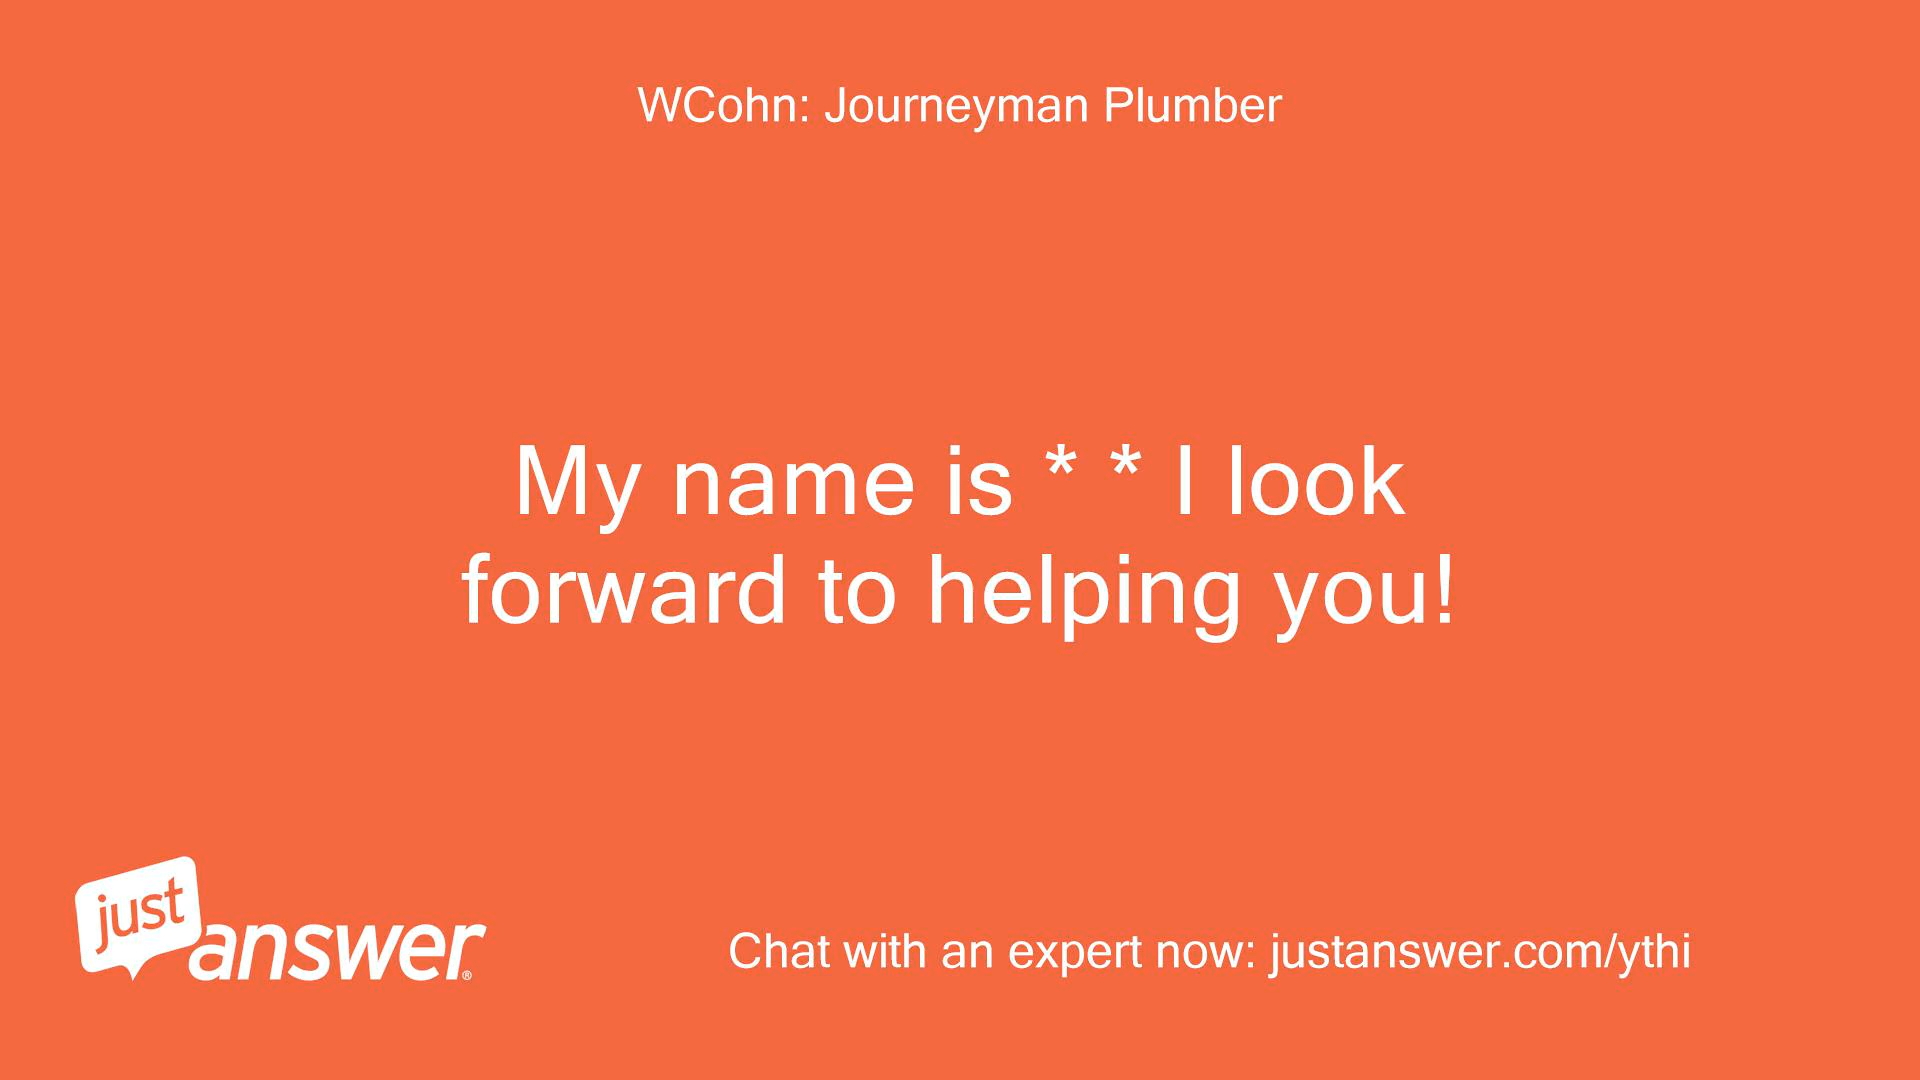 WCohn: Journeyman Plumber
My name is * * I look
forward to helping you!
just
answer®
Chat with an expert now: justanswer.com/ythi